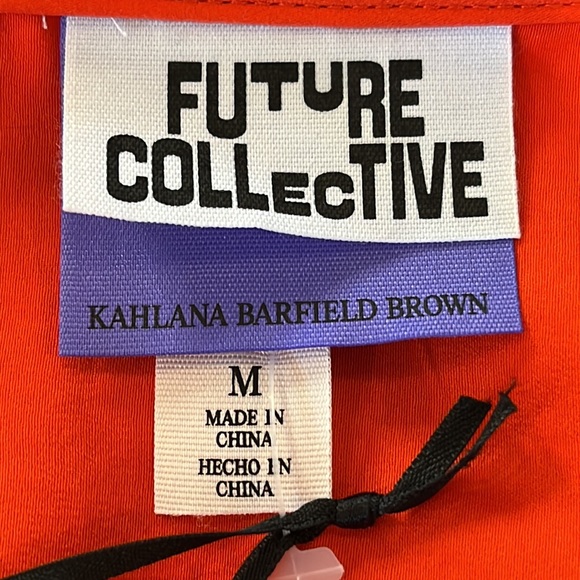 FUTURE
COLLECTIVE
KAHLANA BARFIELD BROWN
M
MADE IN
CHINA
HECHO IN
CHINA